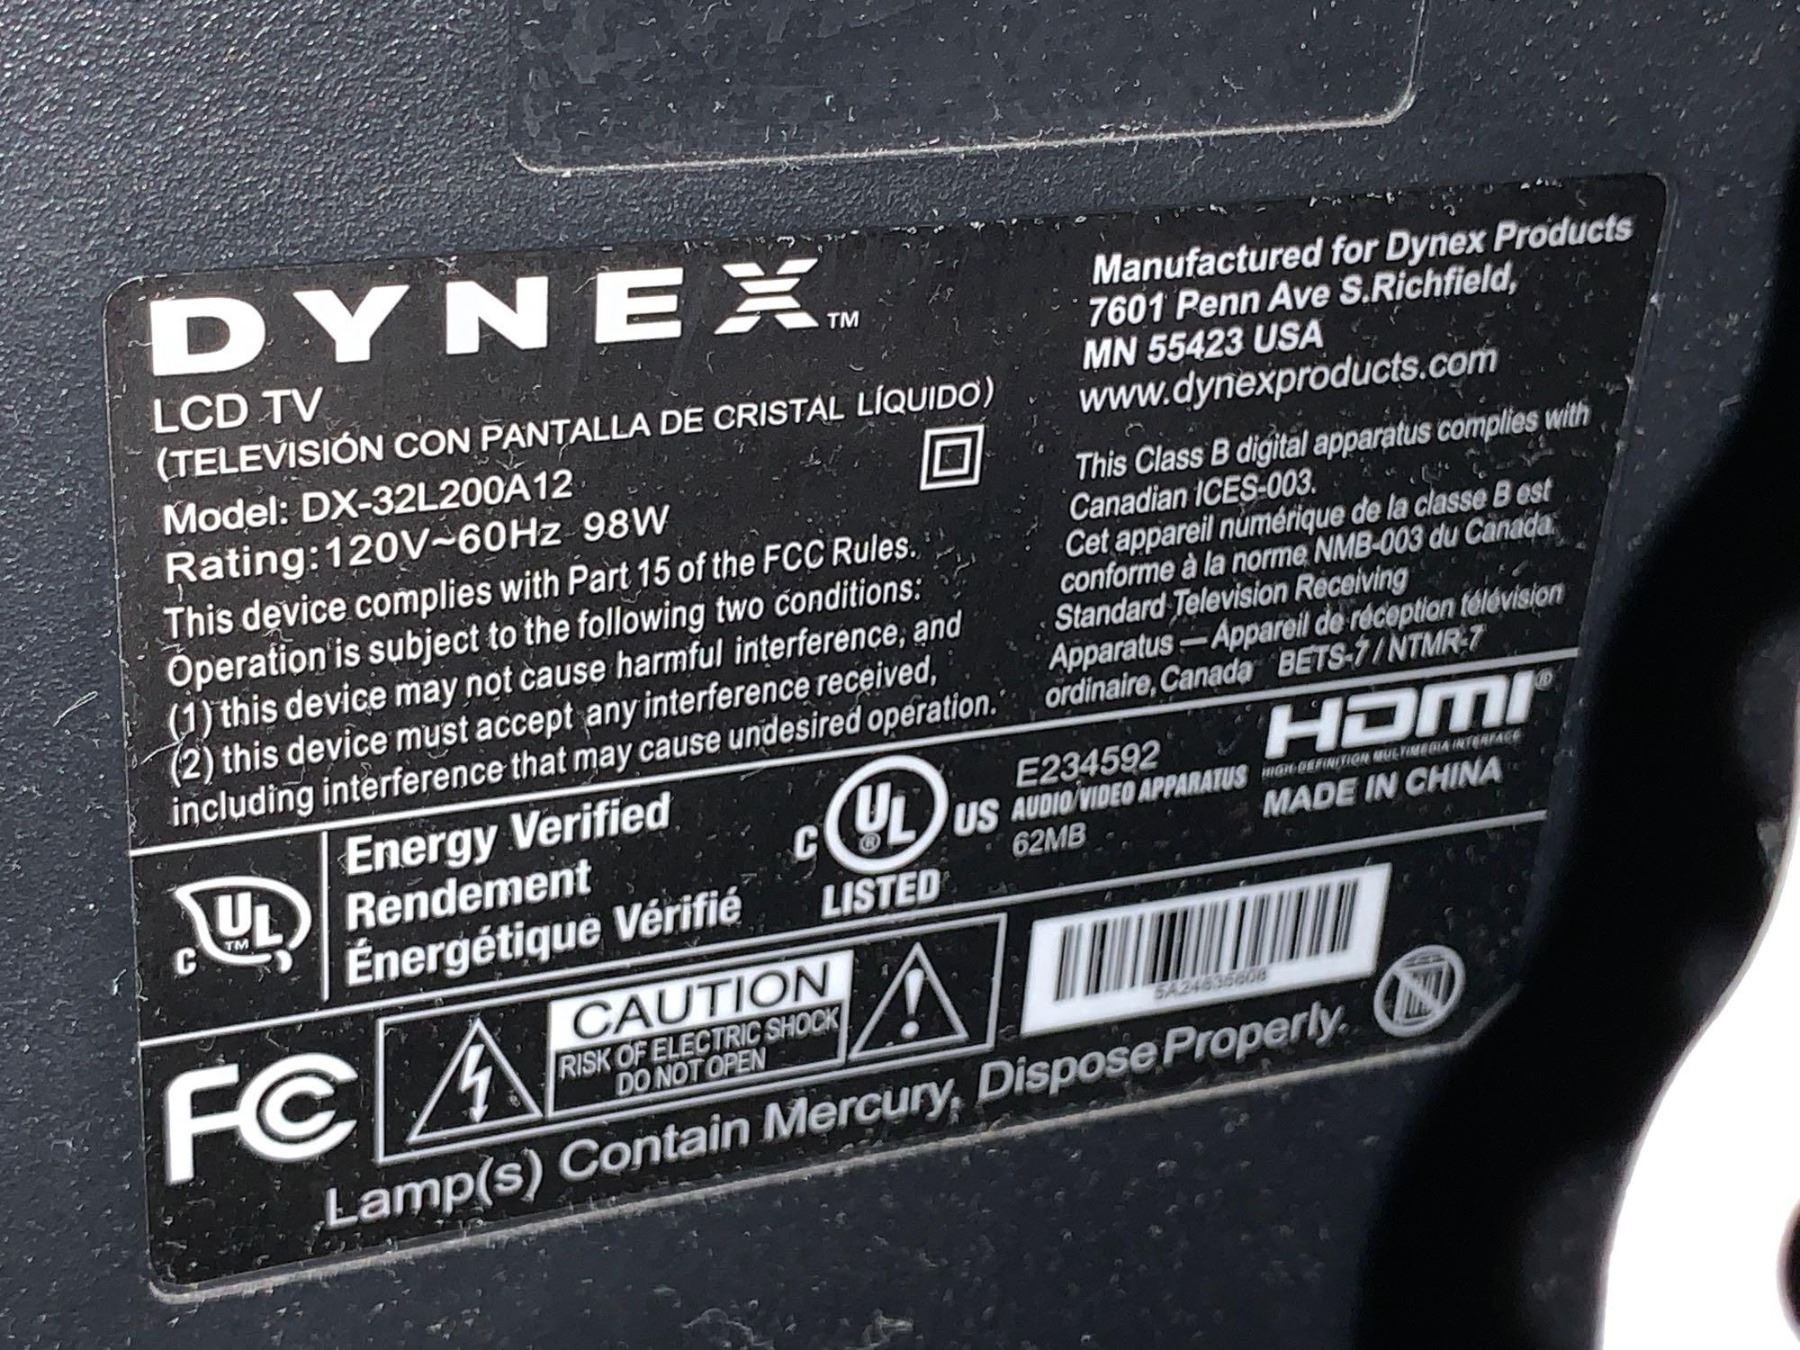 DYNEX™
LCD TV
(TELEVISIÓN CON PANTALLA DE CRISTAL LÍQUIDO)
Model: DX-32L200A12
Rating:120V~60Hz 98W
This device complies with Part 15 of the FCC Rules.
Operation is subject to the following two conditions:
(1) this device may not cause harmful interference, and
(2) this device must accept any interference received,
including interference that may cause undesired operation.
Manufactured for Dynex Products
7601 Penn Ave S.Richfield,
MN 55423 USA
www.dynexproducts.com
This Class B digital apparatus complies with
Canadian ICES-003.
Cet appareil numérique de la classe B est
conforme à la norme NMB-003 du Canada.
Standard Television Receiving
Apparatus — Appareil de réception télévision
ordinaire, Canada BETS-7 / NTMR-7
C UL™
Energy Verified
Rendement
Énergétique Vérifié
C UL® US
LISTED
E234592
AUDIO/VIDEO APPARATUS
62MB
HDMI®
HIGH-DEFINITION MULTIMEDIA INTERFACE
MADE IN CHINA
FC
CAUTION
RISK OF ELECTRIC SHOCK
DO NOT OPEN
!
Lamp(s) Contain Mercury, Dispose Properly.